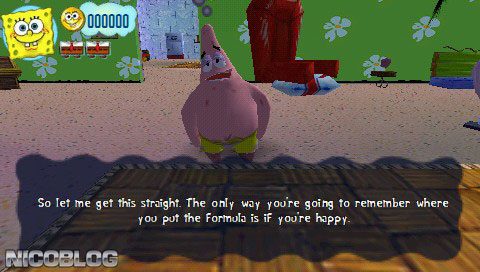 000000
So let me get this straight. The only way you're going to remember where
you put the Formula is if you're happy.
NICOBLOG